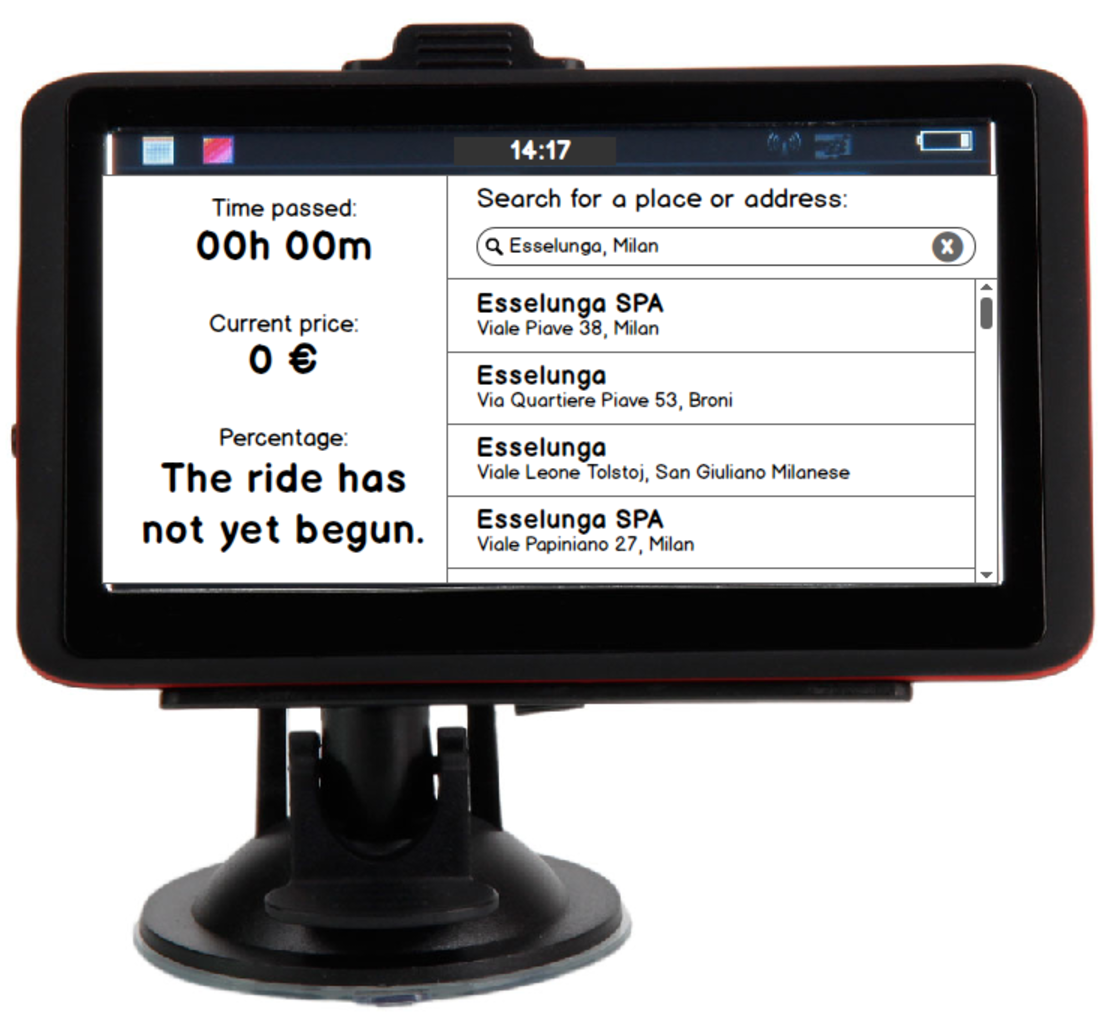 14:17
Time passed:
00h 00m
Current price:
0 €
Percentage:
The ride has
not yet begun.
Search for a place or address:
Esselunga, Milan
Esselunga SPA
Viale Piave 38, Milan
Esselunga
Via Quartiere Piave 53, Broni
Esselunga
Viale Leone Tolstoj, San Giuliano Milanese
Esselunga SPA
Viale Papiniano 27, Milan